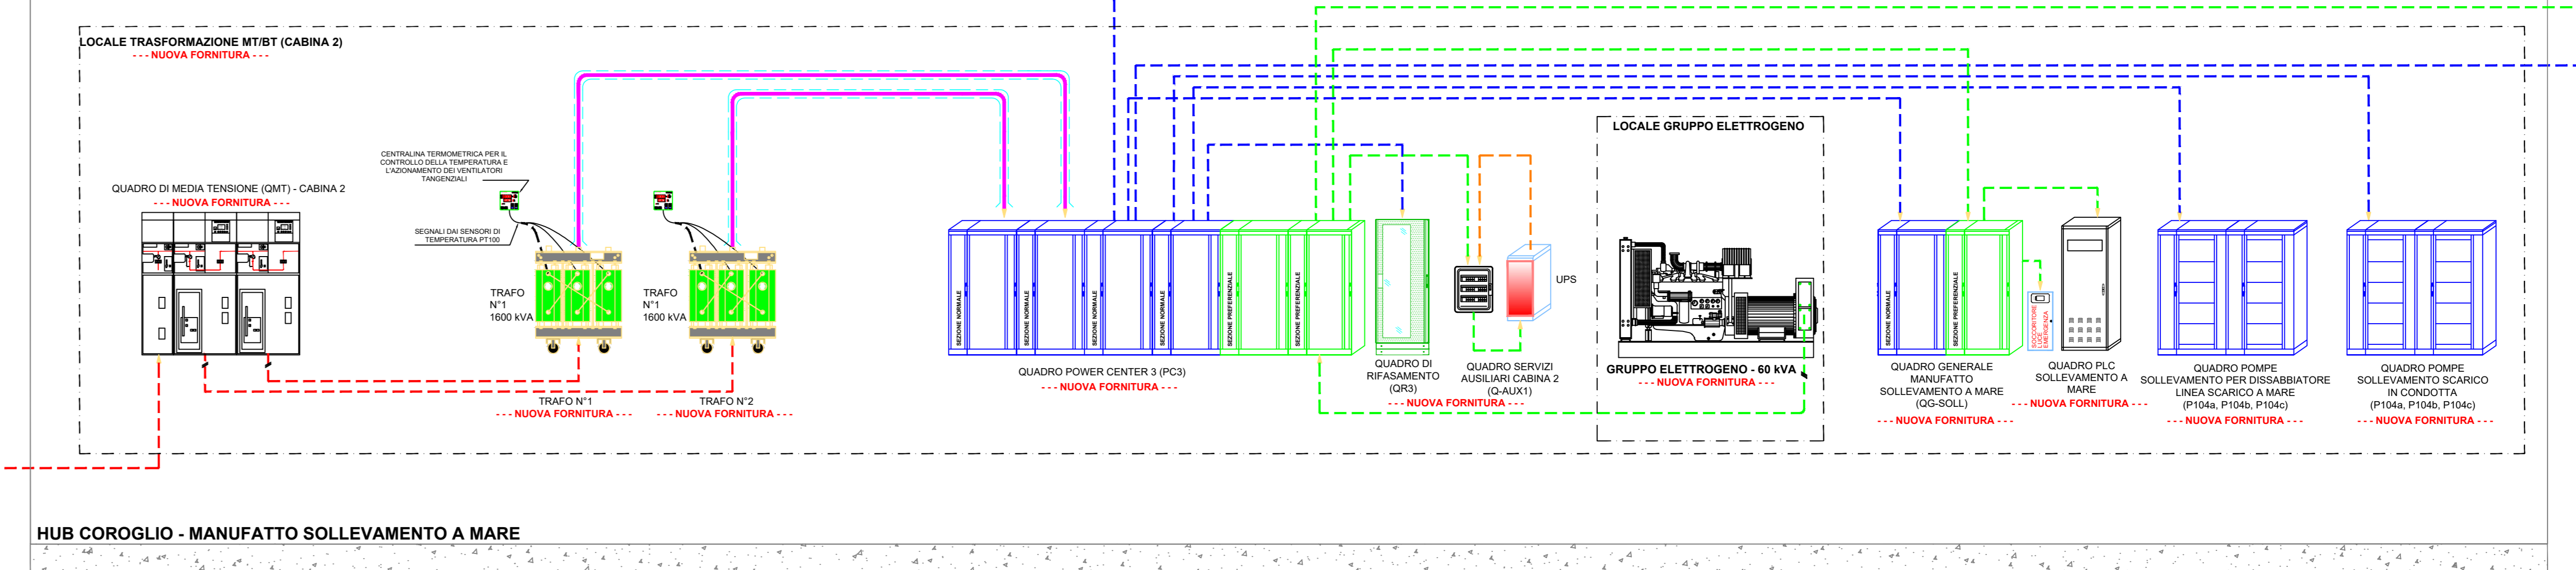 LOCALE TRASFORMAZIONE MT/BT (CABINA 2)
- - - NUOVA FORNITURA - - -
QUADRO DI MEDIA TENSIONE (QMT) - CABINA 2
- - - NUOVA FORNITURA - - -
CENTRALINA TERMOMETRICA PER IL
CONTROLLO DELLA TEMPERATURA E
L'AZIONAMENTO DEI VENTILATORI
TANGENZIALI
SEGNALI DAI SENSORI DI
TEMPERATURA PT100
TRAFO
N°1
1600 kVA
TRAFO
N°1
1600 kVA
TRAFO N°1
- - - NUOVA FORNITURA - - -
TRAFO N°2
- - - NUOVA FORNITURA - - -
SEZIONE NORMALE
SEZIONE NORMALE
SEZIONE NORMALE
SEZIONE NORMALE
SEZIONE PREFERENZIALE
SEZIONE PREFERENZIALE
QUADRO POWER CENTER 3 (PC3)
- - - NUOVA FORNITURA - - -
QUADRO DI
RIFASAMENTO
(QR3)
QUADRO SERVIZI
AUSILIARI CABINA 2
(Q-AUX1)
- - - NUOVA FORNITURA - - -
UPS
LOCALE GRUPPO ELETTROGENO
GRUPPO ELETTROGENO - 60 kVA
- - - NUOVA FORNITURA - - -
SEZIONE NORMALE
SEZIONE PREFERENZIALE
QUADRO GENERALE
MANUFATTO
SOLLEVAMENTO A MARE
(QG-SOLL)
- - - NUOVA FORNITURA - - -
SOCCORRITORE
LUCE
EMERGENZA
QUADRO PLC
SOLLEVAMENTO A
MARE
- - - NUOVA FORNITURA - - -
QUADRO POMPE
SOLLEVAMENTO PER DISSABBIATORE
LINEA SCARICO A MARE
(P104a, P104b, P104c)
- - - NUOVA FORNITURA - - -
QUADRO POMPE
SOLLEVAMENTO SCARICO
IN CONDOTTA
(P104a, P104b, P104c)
- - - NUOVA FORNITURA - - -
HUB COROGLIO - MANUFATTO SOLLEVAMENTO A MARE